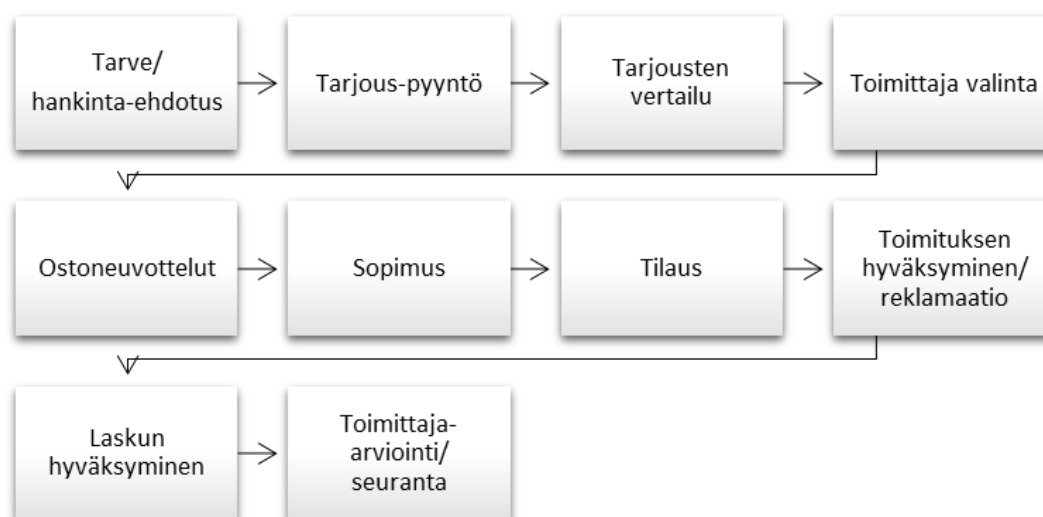 Tarve/
hankinta-ehdotus
Tarjous-pyyntö
Tarjousten
vertailu
Toimittaja valinta
Ostoneuvottelut
Sopimus
Tilaus
Toimituksen
hyväksyminen/
reklamaatio
Laskun
hyväksyminen
Toimittaja-
arviointi/
seuranta